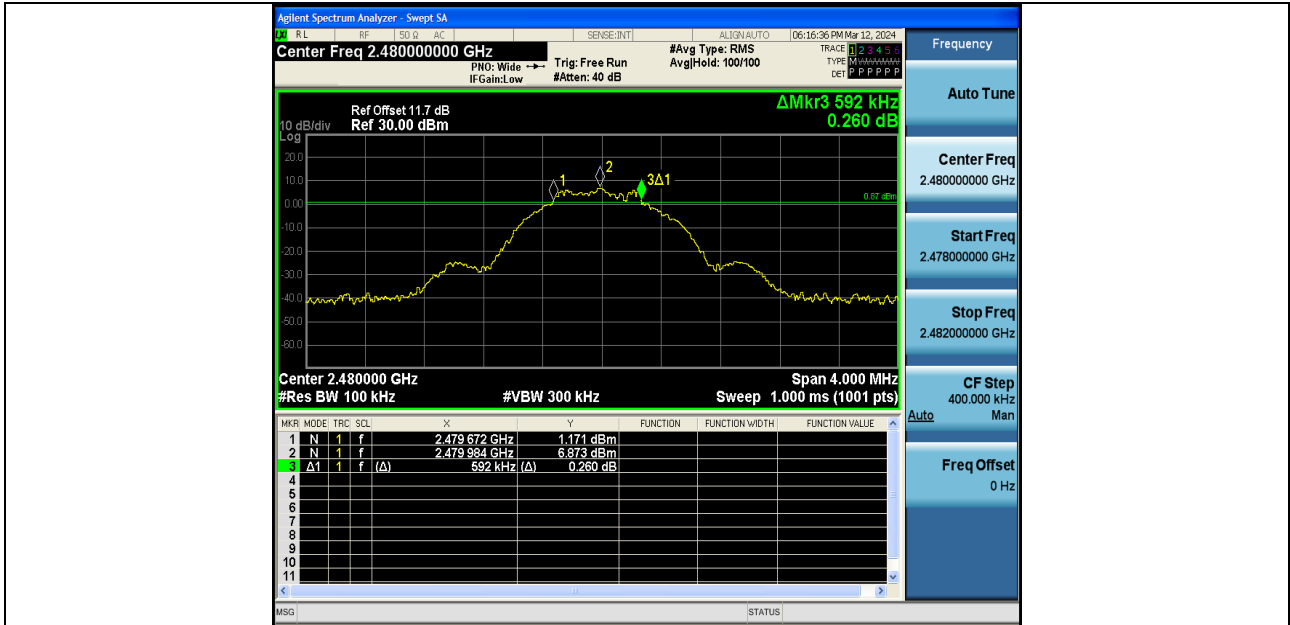 Agilent Spectrum Analyzer - Swept SA
LXI RL RF 50 Ω AC SENSE:INT ALIGNAUTO 06:16:36 PM Mar 12, 2024
Center Freq 2.480000000 GHz #Avg Type: RMS TRACE 1 2 3 4 5 6
PNO: Wide Trig: Free Run Avg|Hold: 100/100 TYPE MWWWWW
IFGain:Low #Atten: 40 dB DET P P P P P P
ΔMkr3 592 kHz
0.260 dB
Ref Offset 11.7 dB
10 dB/div Ref 30.00 dBm
Log
20.0
10.0
0.00
-10.0
-20.0
-30.0
-40.0
-50.0
-60.0
1
2
3Δ1
0.87 dBm
Center 2.480000 GHz Span 4.000 MHz
#Res BW 100 kHz #VBW 300 kHz Sweep 1.000 ms (1001 pts)
MKR MODE TRC SCL X Y FUNCTION FUNCTION WIDTH FUNCTION VALUE
1 N 1 f 2.479 672 GHz 1.171 dBm
2 N 1 f 2.479 984 GHz 6.873 dBm
3 Δ1 1 f (Δ) 592 kHz (Δ) 0.260 dB
4
5
6
7
8
9
10
11
MSG STATUS
Frequency
Auto Tune
Center Freq
2.480000000 GHz
Start Freq
2.478000000 GHz
Stop Freq
2.482000000 GHz
CF Step
400.000 kHz
Auto Man
Freq Offset
0 Hz